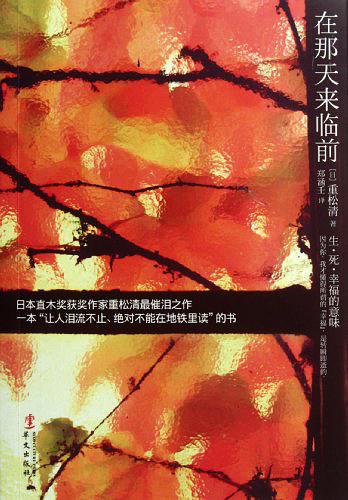 在那天来临前
［日］重松清 著
郑涵壬 译
生·死·幸福的意味
日本直木奖获奖作家重松清最催泪之作
一本“让人泪流不止、绝对不能在地铁里读”的书
华文出版社